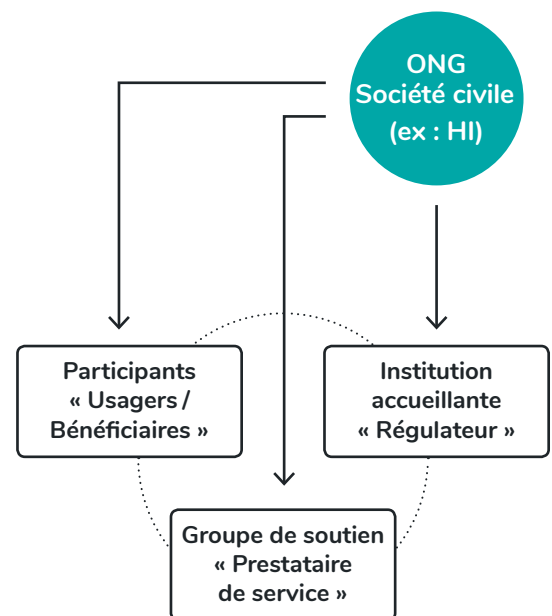 ONG
Société civile
(ex : HI)
Participants
« Usagers /
Bénéficiaires »
Institution
accueillante
« Régulateur »
Groupe de soutien
« Prestataire
de service »